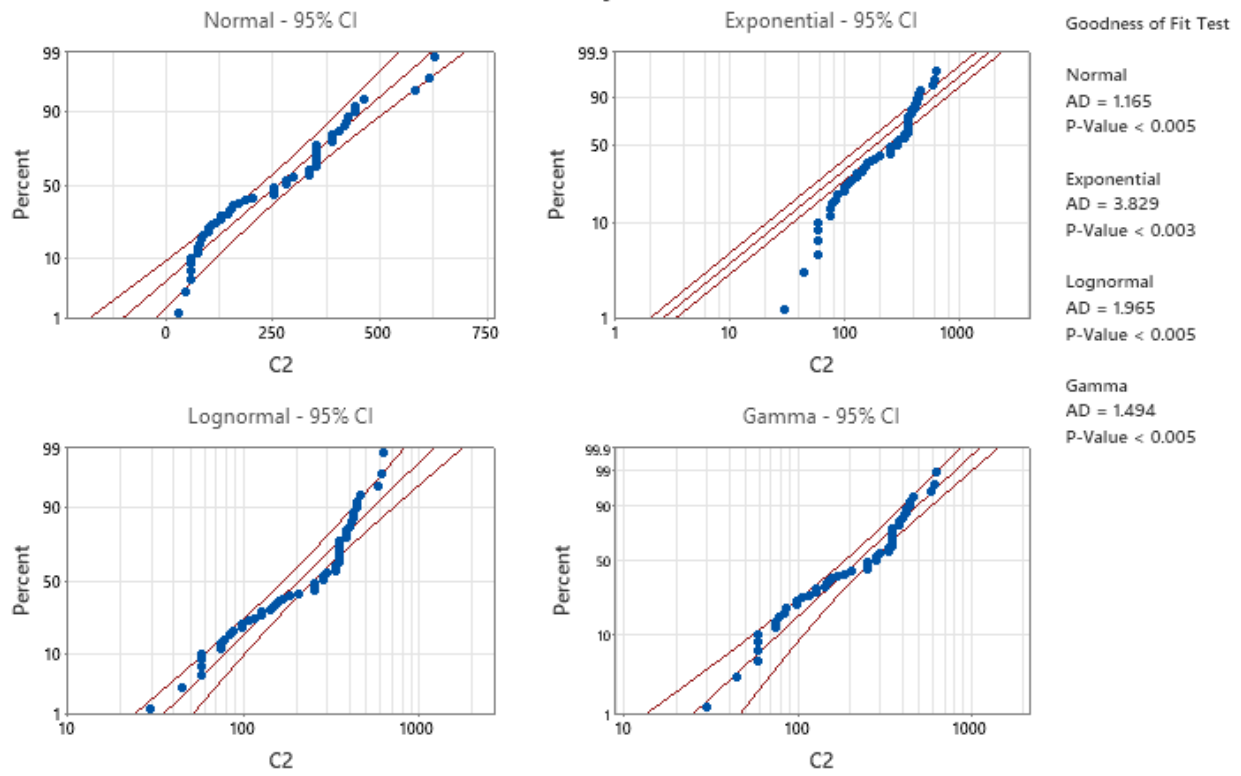 Normal - 95% CI
99
90
50
10
1
Percent
0
250
500
750
C2
Exponential - 95% CI
99.9
90
50
10
1
Percent
1
10
100
1000
C2
Goodness of Fit Test
Normal
AD = 1.165
P-Value < 0.005
Exponential
AD = 3.829
P-Value < 0.003
Lognormal
AD = 1.965
P-Value < 0.005
Gamma
AD = 1.494
P-Value < 0.005
Lognormal - 95% CI
99
90
50
10
1
Percent
10
100
1000
C2
Gamma - 95% CI
99.9
99
90
50
10
1
Percent
10
100
1000
C2